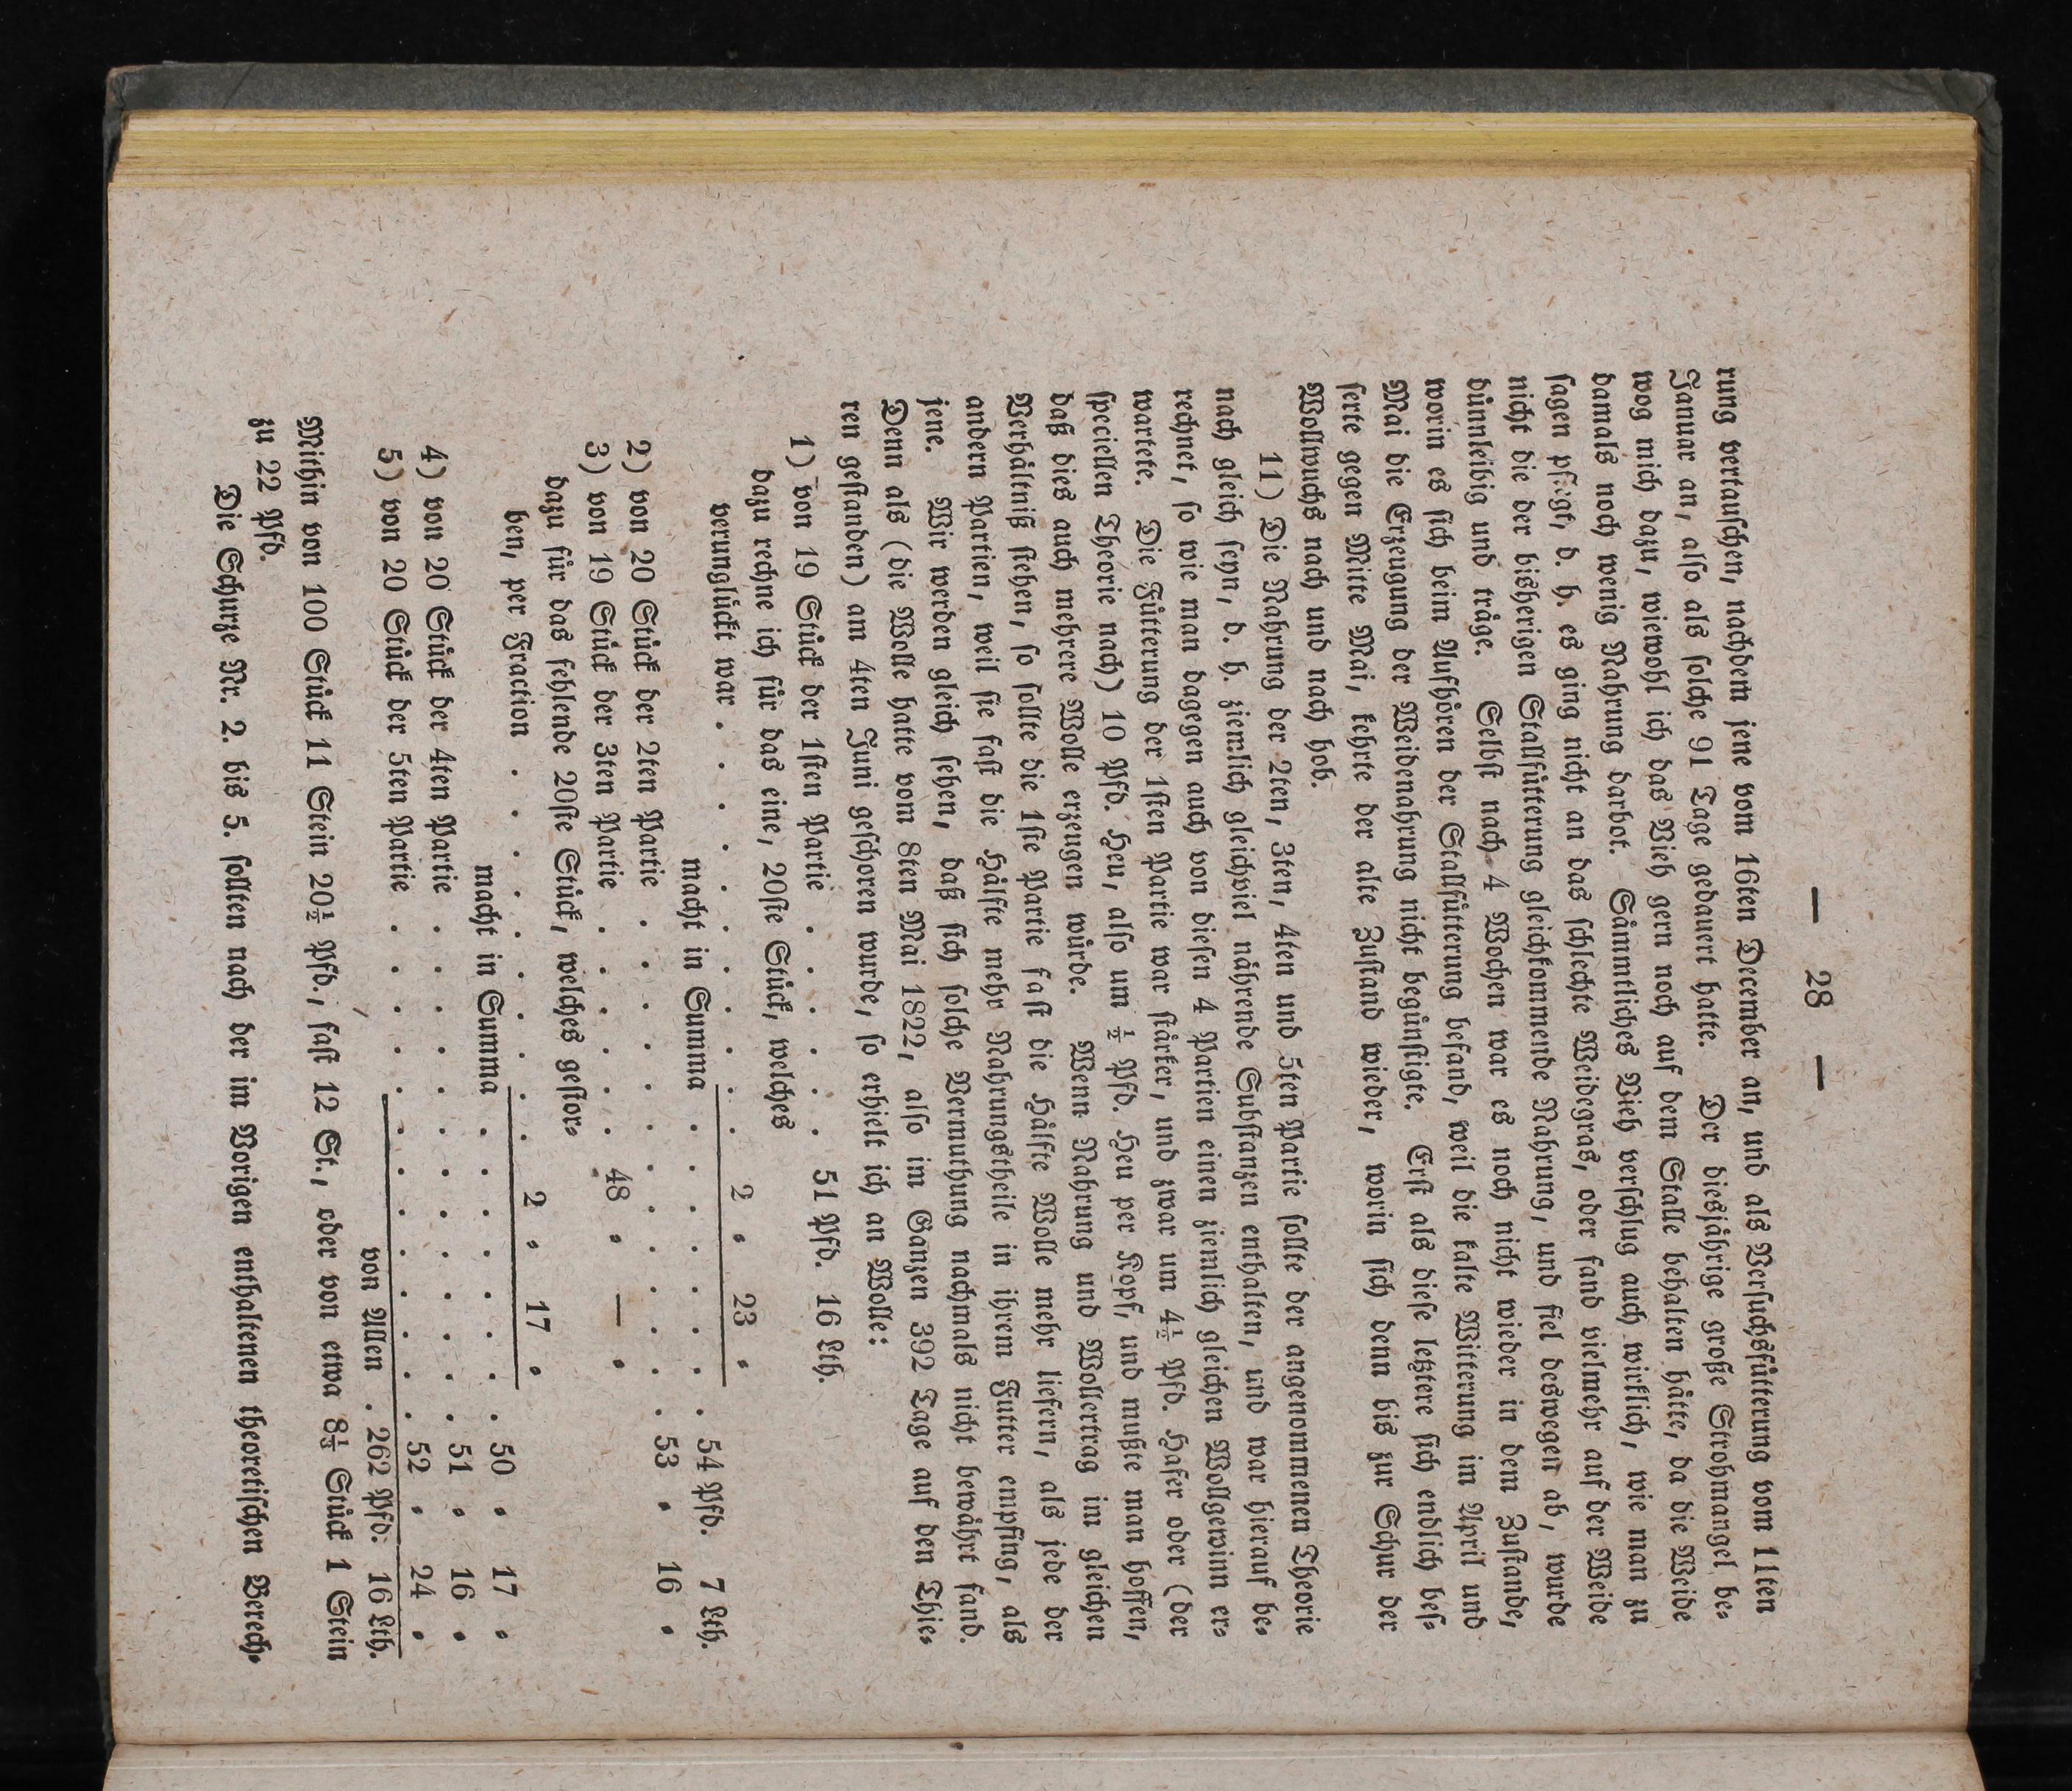 — 28 —
rung vertauschen, nachdem jene vom 16ten December an, und als Versuchsfütterung vom 11ten
Januar an, also als solche 91 Tage gedauert hatte. Der diesjährige große Strohmangel be-
wog mich dazu, wiewohl ich das Vieh gern noch auf dem Stalle behalten hätte, da die Weide
damals noch wenig Nahrung darbot. Sämmtliches Vieh verschlug auch wirklich, wie man zu
sagen pflegt, d. h. es ging nicht an das schlechte Weidegras, oder fand vielmehr auf der Weide
nicht die der bisherigen Stallfütterung gleichkommende Nahrung, und fiel deswegen ab, wurde
dünnleibig und träge. Selbst nach 4 Wochen war es noch nicht wieder in dem Zustande,
worin es sich beim Aufhören der Stallfütterung befand, weil die kalte Witterung im April und
Mai die Erzeugung der Weidenahrung nicht begünstigte. Erst als diese letztere sich endlich bes-
serte gegen Mitte Mai, kehrte der alte Zustand wieder, worin sich denn bis zur Schur der
Wollwuchs nach und nach hob.
11) Die Nahrung der 2ten, 3ten, 4ten und 5ten Partie sollte der angenommenen Theorie
nach gleich seyn, d. h. ziemlich gleichviel nährende Substanzen enthalten, und war hierauf be-
rechnet, so wie man dagegen auch von diesen 4 Partien einen ziemlich gleichen Wollgewinn er-
wartete. Die Fütterung der 1sten Partie war stärker, und zwar um 4½ Pfd. Hafer oder (der
speciellen Theorie nach) 10 Pfd. Heu, also um ½ Pfd. Heu per Kopf, und mußte man hoffen,
daß dies auch mehrere Wolle erzeugen würde. Wenn Nahrung und Wollertrag im gleichen
Verhältniß stehen, so sollte die 1ste Partie fast die Hälfte Wolle mehr liefern, als jede der
andern Partien, weil sie fast die Hälfte mehr Nahrungstheile in ihrem Futter empfing, als
jene. Wir werden gleich sehen, daß sich solche Vermuthung nachmals nicht bewährt fand.
Denn als (die Wolle hatte vom 8ten Mai 1822, also im Ganzen 392 Tage auf den Thie-
ren gestanden) am 4ten Juni geschoren wurde, so erhielt ich an Wolle:
1) von 19 Stück der 1sten Partie . . . . . . 51 Pfd. 16 Lth.
dazu rechne ich für das eine, 20ste Stück, welches
verunglückt war . . . . . . . . . . . 2 = 23 =
macht in Summa . . . . . . . . 54 Pfd. 7 Lth.
2) von 20 Stück der 2ten Partie . . . . . . . . . . . . . 53 = 16 =
3) von 19 Stück der 3ten Partie . . . . . . 48 = — =
dazu für das fehlende 20ste Stück, welches gestor-
ben, per Fraction . . . . . . . . . . 2 = 17 =
macht in Summa . . . . . . . . 50 = 17 =
4) von 20 Stück der 4ten Partie . . . . . . . . . . . . . 51 = 16 =
5) von 20 Stück der 5ten Partie . . . . . . . . . . . . . 52 = 24 =
von Allen . 262 Pfd. 16 Lth.
Mithin von 100 Stück 11 Stein 20½ Pfd., fast 12 St., oder von etwa 8⅓ Stück 1 Stein
zu 22 Pfd.
Die Schurze Nr. 2. bis 5. sollten nach der im Vorigen enthaltenen theoretischen Berech-